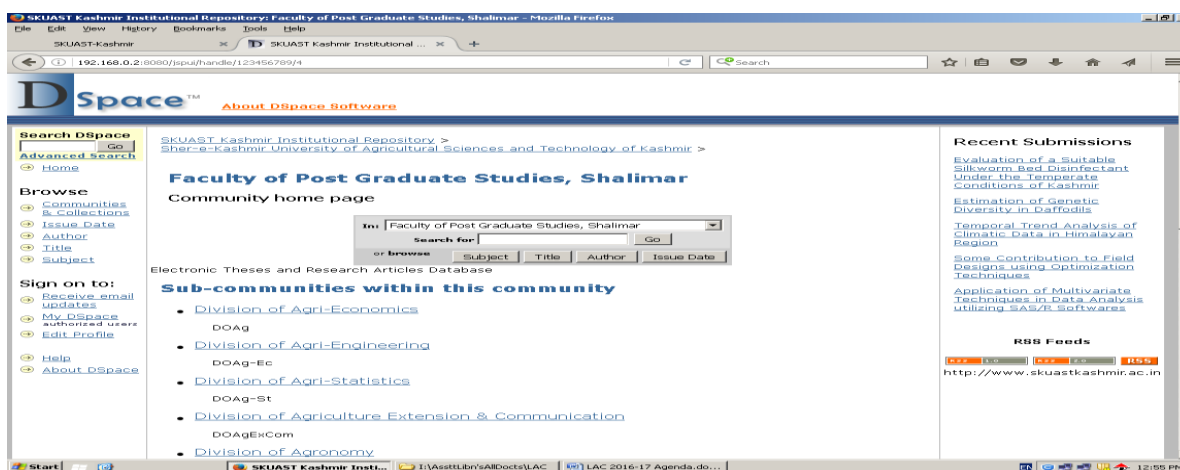 SKUAST Kashmir Institutional Repository: Faculty of Post Graduate Studies, Shalimar - Mozilla Firefox
File Edit View History Bookmarks Tools Help
SKUAST-Kashmir
SKUAST Kashmir Institutional ...
192.168.0.2:8080/jspui/handle/123456789/4
Search
DSpace™
About DSpace Software
Search DSpace
Go
Advanced Search
Home
Browse
Communities
& Collections
Issue Date
Author
Title
Subject
Sign on to:
Receive email
updates
My DSpace
authorized users
Edit Profile
Help
About DSpace
SKUAST Kashmir Institutional Repository >
Sher-e-Kashmir University of Agricultural Sciences and Technology of Kashmir >
Faculty of Post Graduate Studies, Shalimar
Community home page
In: Faculty of Post Graduate Studies, Shalimar
Search for Go
or browse Subject Title Author Issue Date
Electronic Theses and Research Articles Database
Sub-communities within this community
Division of Agri-Economics
DOAg
Division of Agri-Engineering
DOAg-Ec
Division of Agri-Statistics
DOAg-St
Division of Agriculture Extension & Communication
DOAgExCom
Division of Agronomy
Recent Submissions
Evaluation of a Suitable
Silkworm Bed Disinfectant
Under the Temperate
Conditions of Kashmir
Estimation of Genetic
Diversity in Daffodils
Temporal Trend Analysis of
Climatic Data in Himalayan
Region
Some Contribution to Field
Designs using Optimization
Techniques
Application of Multivariate
Techniques in Data Analysis
utilizing SAS/R Softwares
RSS Feeds
RSS 1.0 RSS 2.0 RSS
http://www.skuastkashmir.ac.in
Start
SKUAST Kashmir Insti...
I:\AssttLibn'sAllDocts\LAC
LAC 2016-17 Agenda.do...
EN
12:55 PM